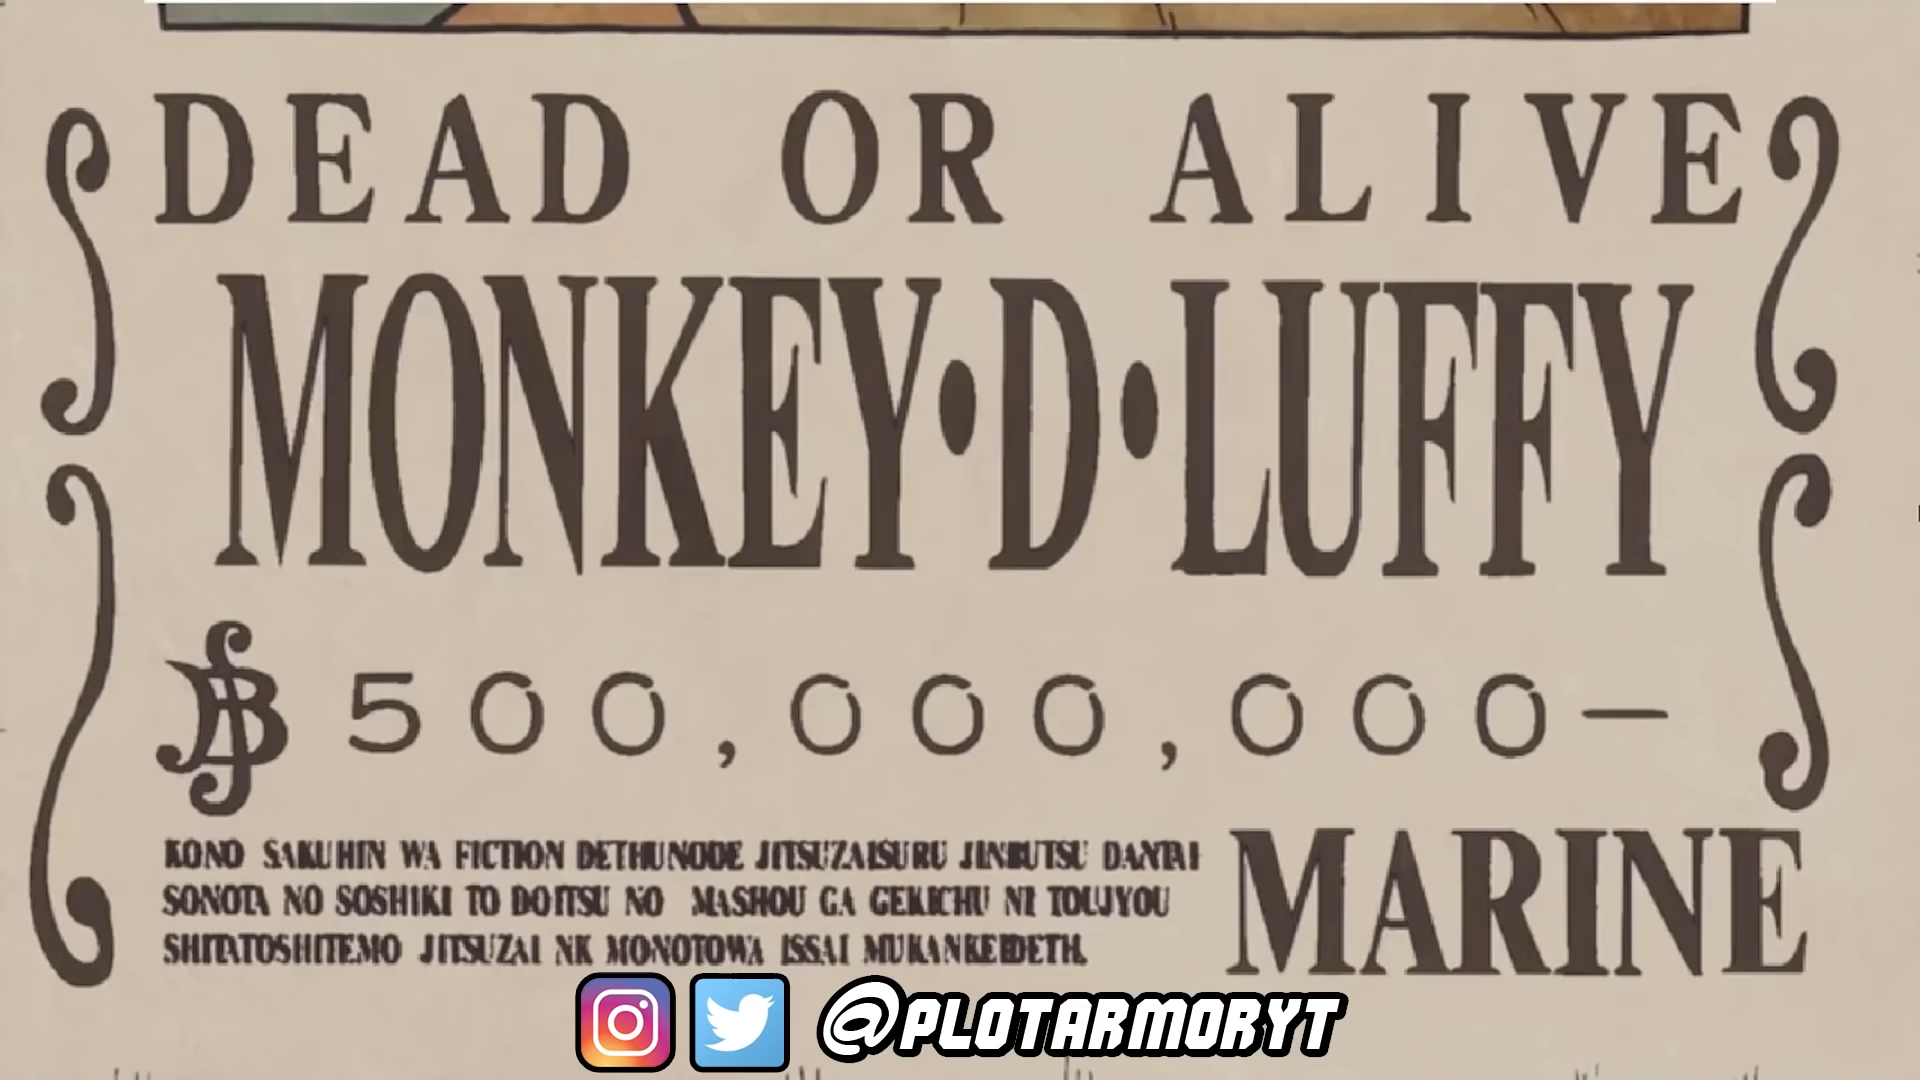 DEAD OR ALIVE
MONKEY•D•LUFFY
฿500,000,000—
KONO SAKUHIN WA FICTION DETHUNODE JITSUZAISURU JINBUTSU DANTAI
SONOTA NO SOSHIKI TO DOITSU NO MASHOU GA GEKICHU NI TOUJYOU
SHITATOSHITEMO JITSUZAI NK MONOTOWA ISSAI MUKANKEIDETH.
MARINE
@PLOTARMORYT